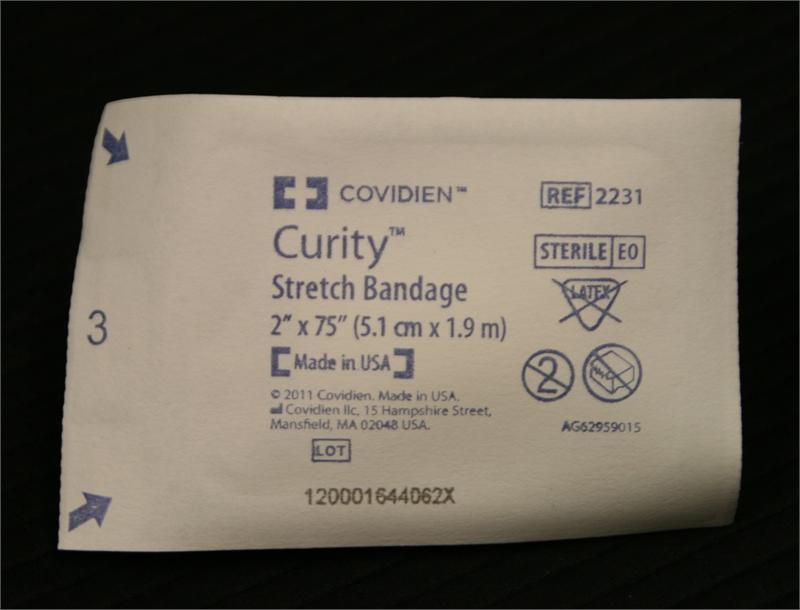 COVIDIEN™
REF 2231
Curity™
STERILE EO
Stretch Bandage
LATEX
2" x 75" (5.1 cm x 1.9 m)
3
Made in USA
2
© 2011 Covidien. Made in USA.
Covidien llc, 15 Hampshire Street,
Mansfield, MA 02048 USA.
AG62959015
LOT
120001644062X